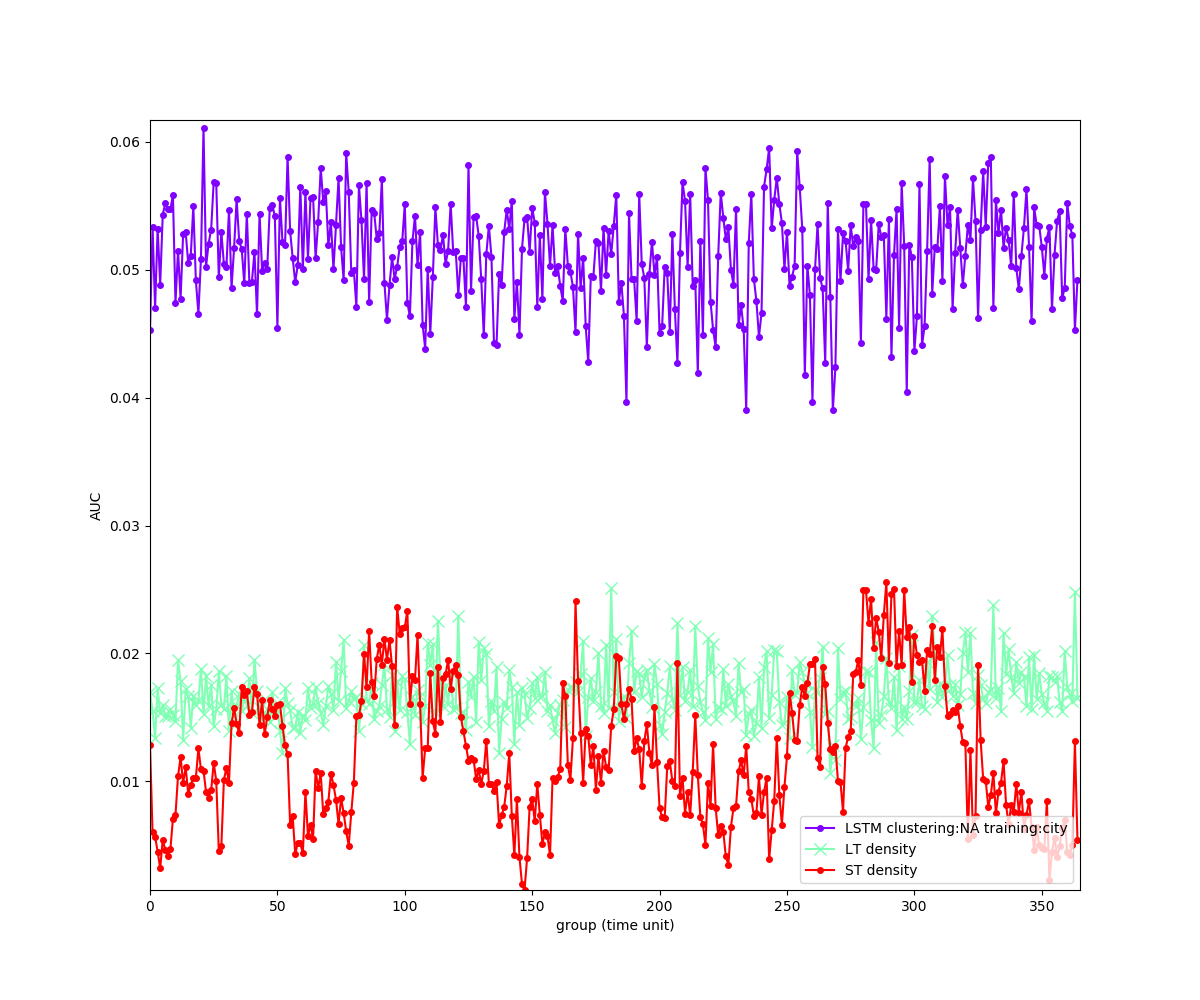 0.06
0.05
0.04
0.03
0.02
0.01
AUC
0 50 100 150 200 250 300 350
group (time unit)
LSTM clustering:NA training:city
LT density
ST density